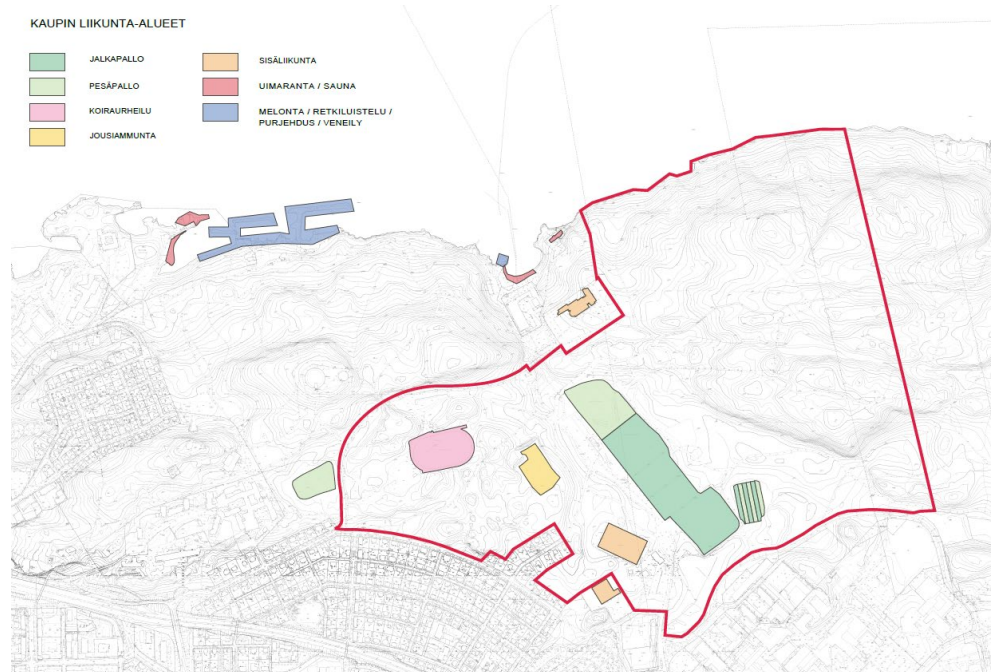 KAUPIN LIIKUNTA-ALUEET
JALKAPALLO
PESÄPALLO
KOIRAURHEILU
JOUSIAMMUNTA
SISÄLIIKUNTA
UIMARANTA / SAUNA
MELONTA / RETKILUISTELU /
PURJEHDUS / VENEILY